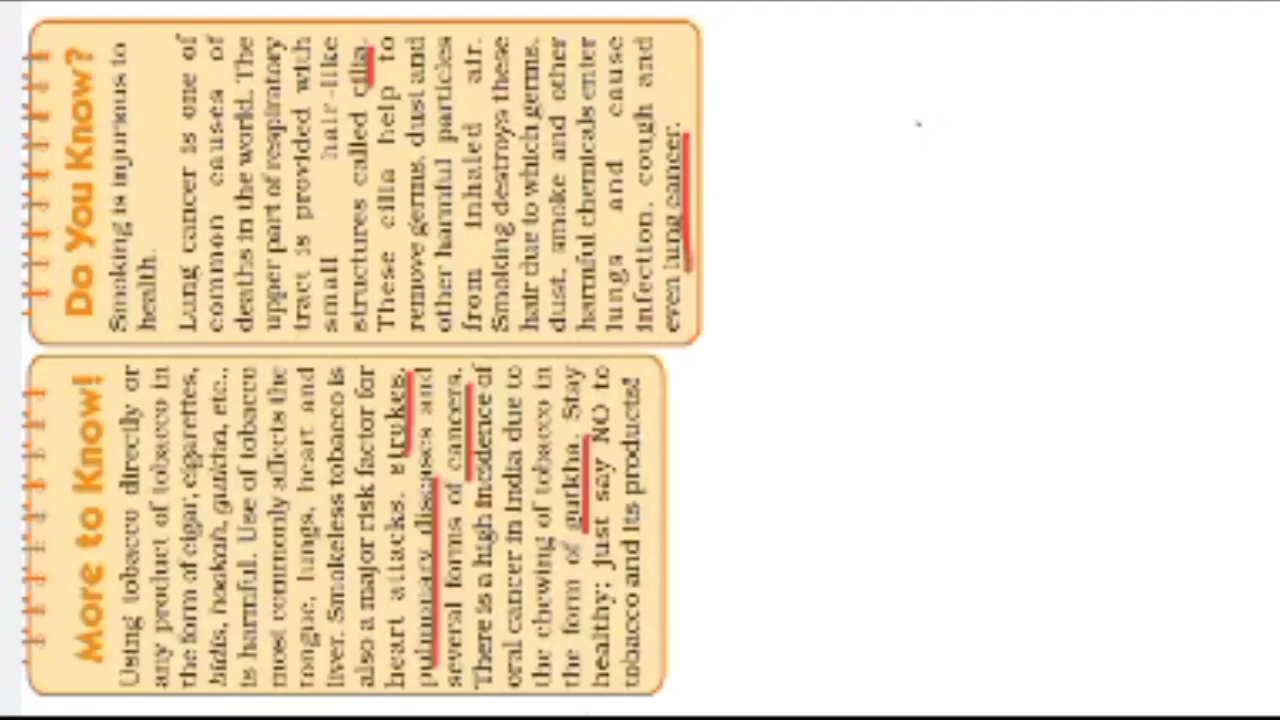 More to Know!
Using tobacco directly or
any product of tobacco in
the form of cigar, cigarettes,
bidis, hookah, gutkha, etc.,
is harmful. Use of tobacco
most commonly affects the
tongue, lungs, heart and
liver. Smokeless tobacco is
also a major risk factor for
heart attacks, strokes,
pulmonary diseases and
several forms of cancers.
There is a high incidence of
oral cancer in India due to
the chewing of tobacco in
the form of gutkha. Stay
healthy; just say NO to
tobacco and its products!
Do You Know?
Smoking is injurious to
health.
Lung cancer is one of
common causes of
deaths in the world. The
upper part of respiratory
tract is provided with
small hair-like
structures called cilia.
These cilia help to
remove germs, dust and
other harmful particles
from inhaled air.
Smoking destroys these
hair due to which germs,
dust, smoke and other
harmful chemicals enter
lungs and cause
infection, cough and
even lung cancer.